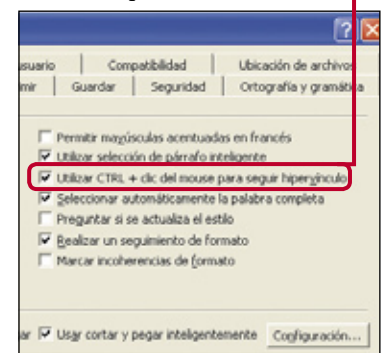 usuario Compatibilidad Ubicación de archivos
mir Guardar Seguridad Ortografía y gramática
Permitir mayúsculas acentuadas en francés
Utilizar selección de párrafo inteligente
Utilizar CTRL + clic del mouse para seguir hipervínculo
Seleccionar automáticamente la palabra completa
Preguntar si se actualiza el estilo
Realizar un seguimiento de formato
Marcar incoherencias de formato
ar Usar cortar y pegar inteligentemente Configuración...